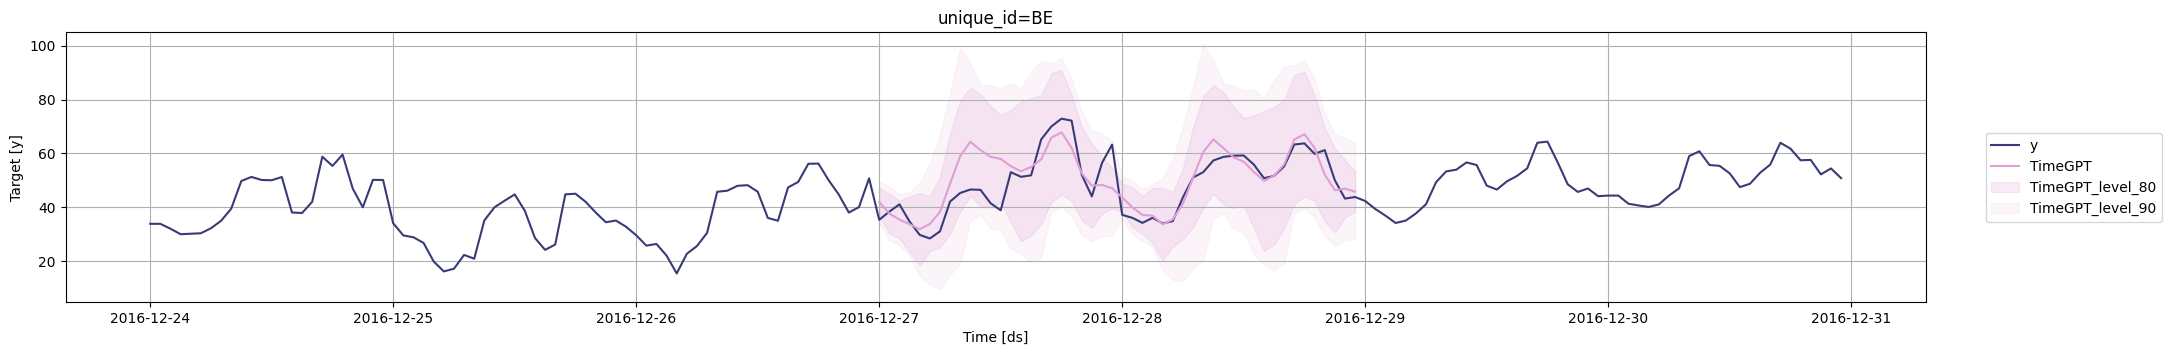 unique_id=BE
Target [y]
100
80
60
40
20
2016-12-24
2016-12-25
2016-12-26
2016-12-27
2016-12-28
2016-12-29
2016-12-30
2016-12-31
Time [ds]
y
TimeGPT
TimeGPT_level_80
TimeGPT_level_90